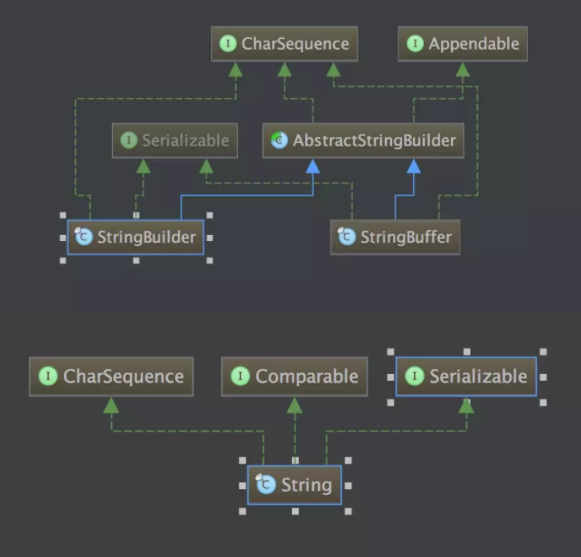 I CharSequence
I Appendable
I Serializable
C AbstractStringBuilder
C StringBuilder
C StringBuffer
I CharSequence
I Comparable
I Serializable
C String